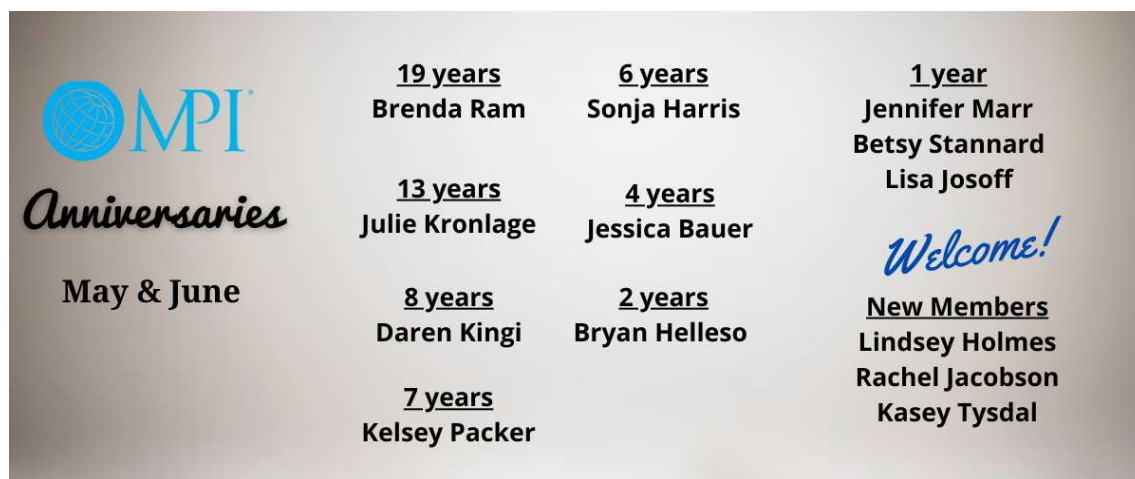 MPI
Anniversaries
May & June
19 years
Brenda Ram
13 years
Julie Kronlage
8 years
Daren Kingi
7 years
Kelsey Packer
6 years
Sonja Harris
4 years
Jessica Bauer
2 years
Bryan Helleso
1 year
Jennifer Marr
Betsy Stannard
Lisa Josoff
Welcome!
New Members
Lindsey Holmes
Rachel Jacobson
Kasey Tysdal